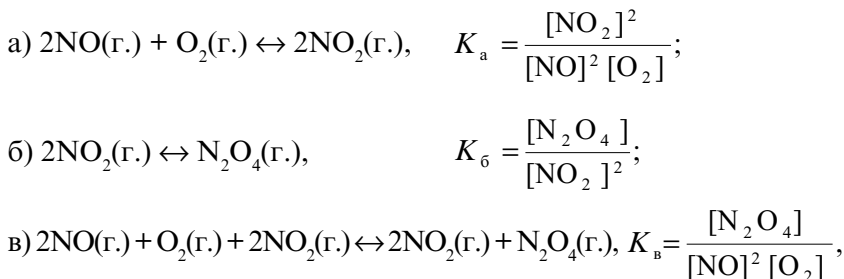 а) 2NO(г.) + O₂(г.) ↔ 2NO₂(г.), Kₐ = [NO₂]² / [NO]² [O₂];
б) 2NO₂(г.) ↔ N₂O₄(г.), K_б = [N₂O₄] / [NO₂]²;
в) 2NO(г.) + O₂(г.) + 2NO₂(г.) ↔ 2NO₂(г.) + N₂O₄(г.), K_в = [N₂O₄] / [NO]² [O₂],